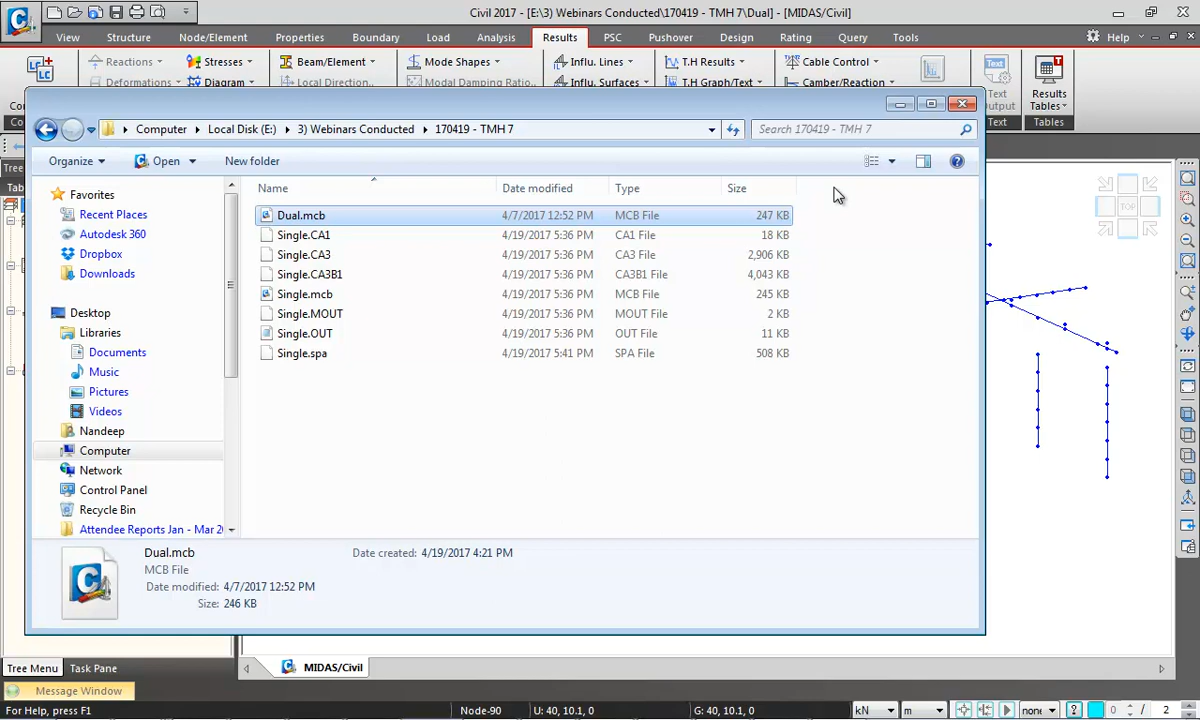 Civil 2017 - [E:\3) Webinars Conducted\170419 - TMH 7\Dual] - [MIDAS/Civil]
View Structure Node/Element Properties Boundary Load Analysis Results PSC Pushover Design Rating Query Tools Help
Reactions Stresses Beam/Element Mode Shapes Influ. Lines T.H Results Cable Control
Deformations Diagram Local Direction. Modal Damping Ratio.. Influ. Surfaces T.H Graph/Text Camber/Reaction
Text
Output
Results
Tables
Text Tables
Computer Local Disk (E:) 3) Webinars Conducted 170419 - TMH 7
Search 170419 - TMH 7
Organize Open New folder
Name Date modified Type Size
Dual.mcb 4/7/2017 12:52 PM MCB File 247 KB
Single.CA1 4/19/2017 5:36 PM CA1 File 18 KB
Single.CA3 4/19/2017 5:36 PM CA3 File 2,906 KB
Single.CA3B1 4/19/2017 5:36 PM CA3B1 File 4,043 KB
Single.mcb 4/19/2017 5:36 PM MCB File 245 KB
Single.MOUT 4/19/2017 5:36 PM MOUT File 2 KB
Single.OUT 4/19/2017 5:36 PM OUT File 11 KB
Single.spa 4/19/2017 5:41 PM SPA File 508 KB
Favorites
Recent Places
Autodesk 360
Dropbox
Downloads
Desktop
Libraries
Documents
Music
Pictures
Videos
Nandeep
Computer
Network
Control Panel
Recycle Bin
Attendee Reports Jan - Mar 2
Dual.mcb
MCB File
Date modified: 4/7/2017 12:52 PM
Size: 246 KB
Date created: 4/19/2017 4:21 PM
TOP
Tree Menu Task Pane
MIDAS/Civil
Message Window
For Help, press F1
Node-90
U: 40, 10.1, 0
G: 40, 10.1, 0
kN m none 0 / 2